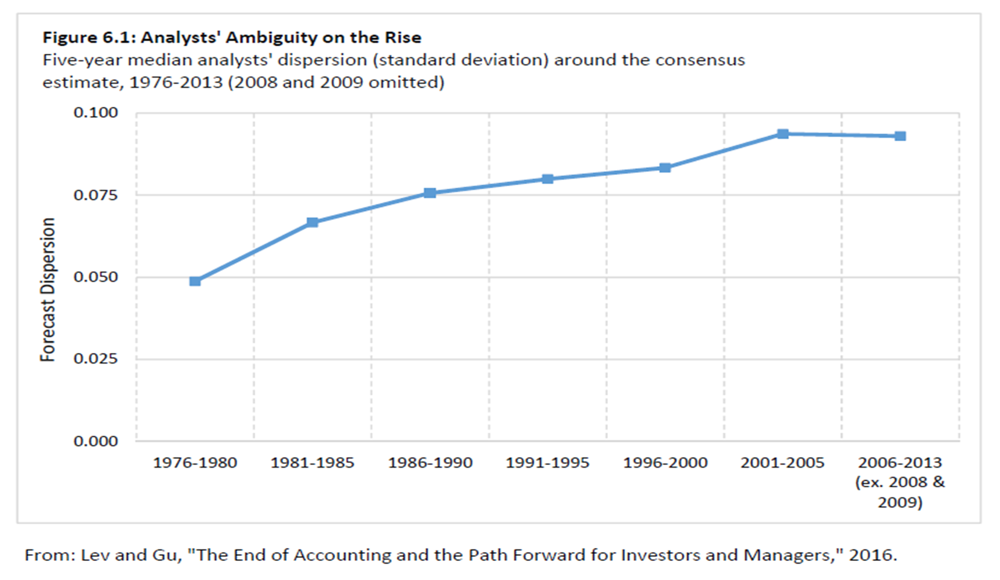 Figure 6.1: Analysts' Ambiguity on the Rise
Five-year median analysts' dispersion (standard deviation) around the consensus
estimate, 1976-2013 (2008 and 2009 omitted)
Forecast Dispersion
0.100
0.075
0.050
0.025
0.000
1976-1980 1981-1985 1986-1990 1991-1995 1996-2000 2001-2005 2006-2013
(ex. 2008 &
2009)
From: Lev and Gu, "The End of Accounting and the Path Forward for Investors and Managers," 2016.